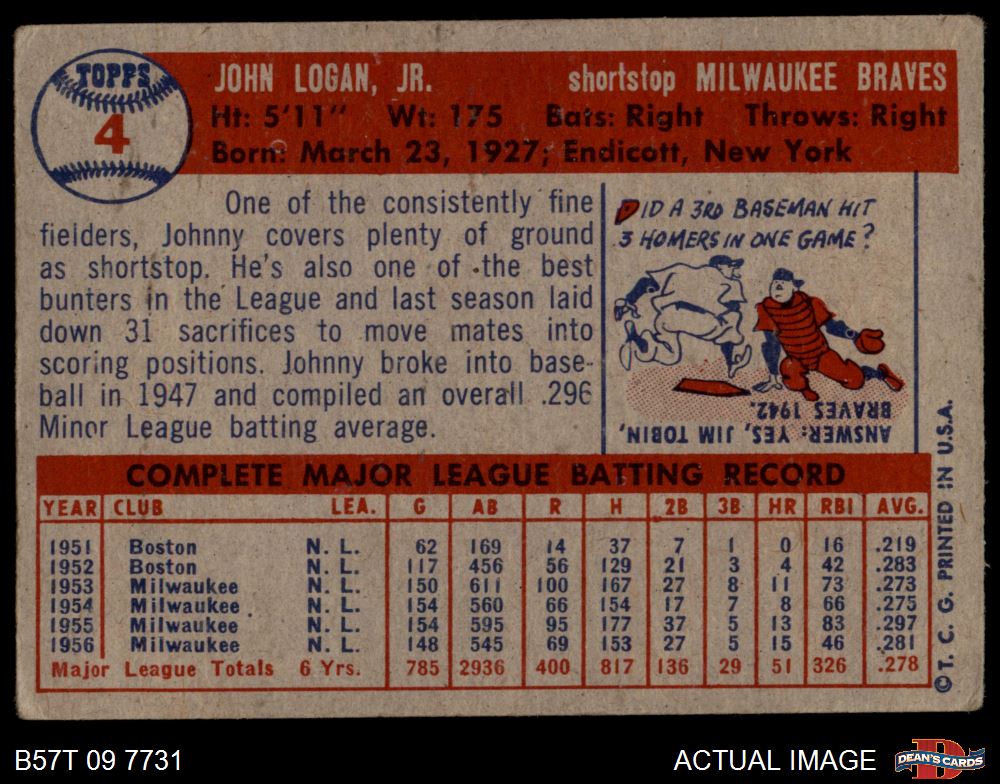 TOPPS
4
JOHN LOGAN, JR. shortstop MILWAUKEE BRAVES
Ht: 5'11" Wt: 175 Bats: Right Throws: Right
Born: March 23, 1927; Endicott, New York
One of the consistently fine
fielders, Johnny covers plenty of ground
as shortstop. He's also one of the best
bunters in the League and last season laid
down 31 sacrifices to move mates into
scoring positions. Johnny broke into base-
ball in 1947 and compiled an overall .296
Minor League batting average.
DID A 3RD BASEMAN HIT
3 HOMERS IN ONE GAME?
ANSWER: YES, JIM TOBIN,
BRAVES 1942.
COMPLETE MAJOR LEAGUE BATTING RECORD
YEAR CLUB LEA. G AB R H 2B 3B HR RBI AVG.
1951 Boston N. L. 62 169 14 37 7 1 0 16 .219
1952 Boston N. L. 117 456 56 129 21 3 4 42 .283
1953 Milwaukee N. L. 150 611 100 167 27 8 11 73 .273
1954 Milwaukee N. L. 154 560 66 154 17 7 8 66 .275
1955 Milwaukee N. L. 154 595 95 177 37 5 13 83 .297
1956 Milwaukee N. L. 148 545 69 153 27 5 15 46 .281
Major League Totals 6 Yrs. 785 2936 400 817 136 29 51 326 .278
© T. C. G. PRINTED IN U.S.A.
B57T 09 7731
ACTUAL IMAGE
DEAN'S CARDS